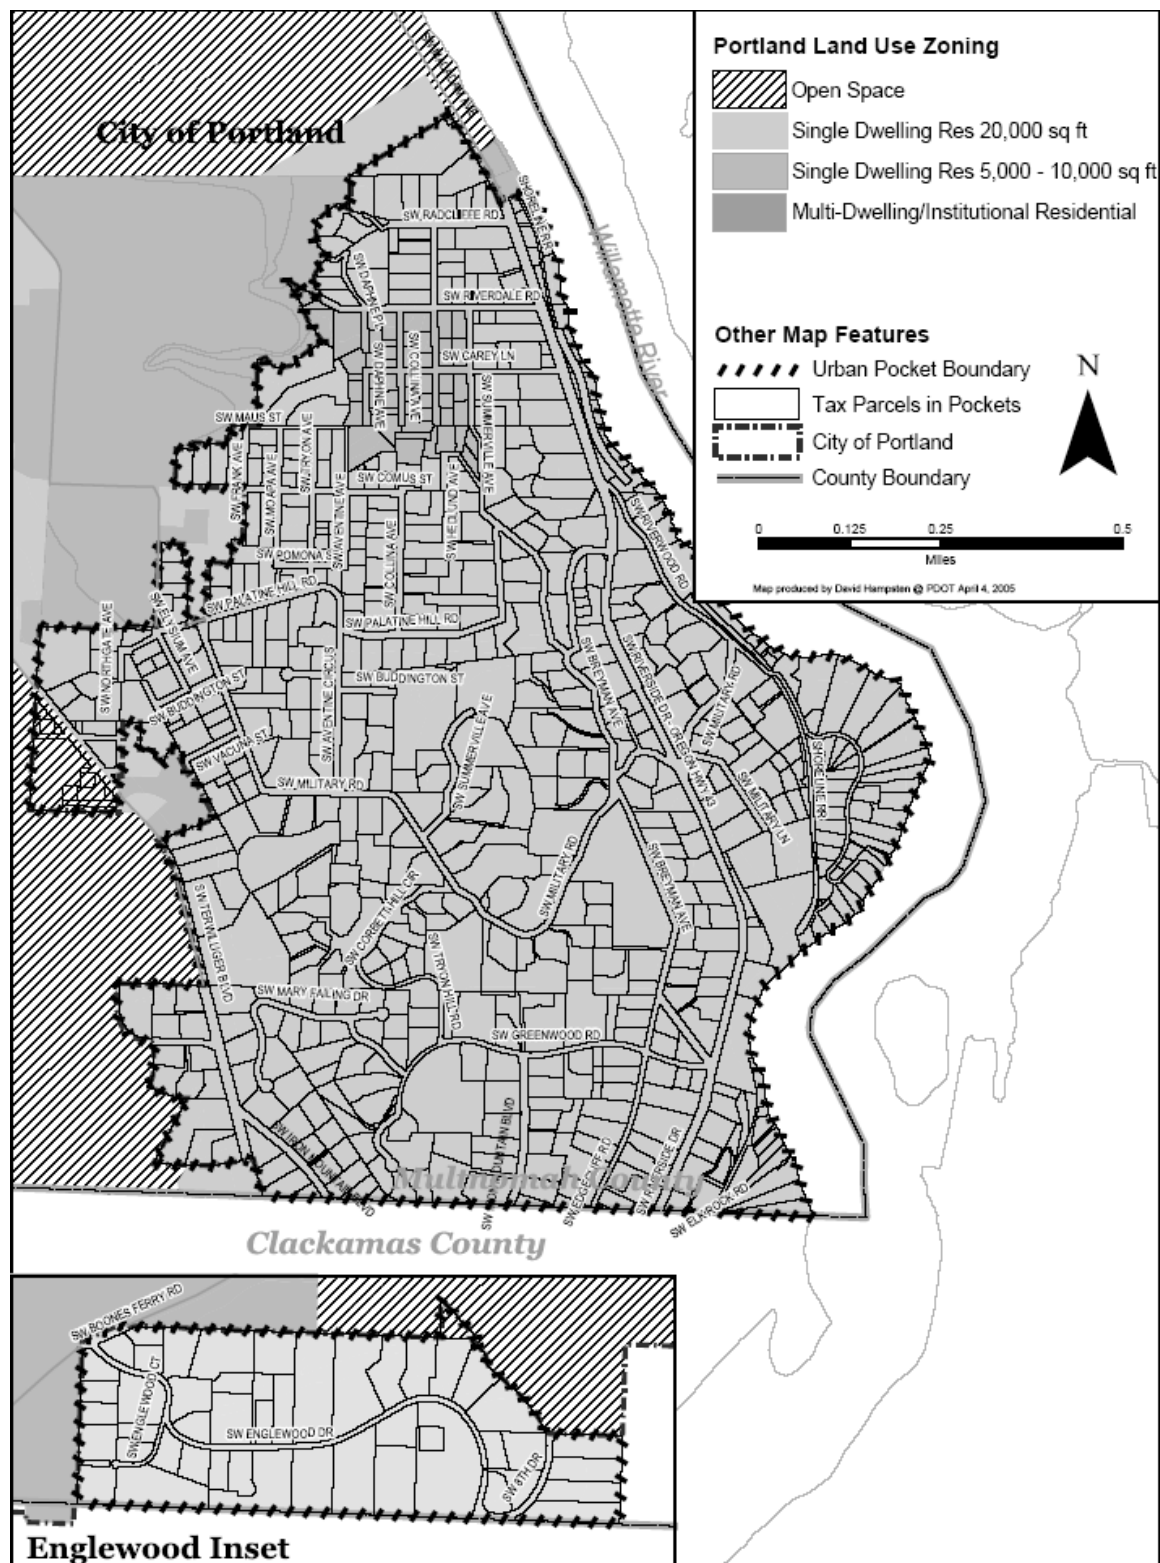 Portland Land Use Zoning
Open Space
Single Dwelling Res 20,000 sq ft
Single Dwelling Res 5,000 - 10,000 sq ft
Multi-Dwelling/Institutional Residential
Other Map Features
Urban Pocket Boundary
Tax Parcels in Pockets
City of Portland
County Boundary
N
0 0.125 0.25 0.5
Miles
Map produced by David Hampsten @ PDOT April 4, 2005
City of Portland
Willamette River
SW RADCLIFFE RD
SW RIVERDALE RD
SW DAPHNE PL
SW CAREY LN
SW DAPHNE AVE
SW COLLINA AVE
SW SUMMERVILLE AVE
SW MAUS ST
SW FRANK AVE
SW MOAPA AVE
SW TRYON AVE
SW AVENTINE AVE
SW COMUS ST
SW HEDLUND AVE
SW COLLINA AVE
SW POMONA S
SW PALATINE HILL RD
SW PALATINE HILL RD
SW RIVERWOOD RD
SW NORTHGATE AVE
SW ELYSIUM AVE
SW BUDDINGTON ST
SW BUDDINGTON ST
SW VACUNA ST
SW AVENTINE CIRCUS
SW BREYMAN AVE
SW RIVERSIDE DR - OREGON HWY 43
SW MILITARY RD
SW MILITARY LN
SW SUMMERVILLE AVE
SW MILITARY RD
SW MILITARY RD
SW BREYMAN AVE
SW CORBETT HILL CIR
SW TRYON HILL RD
SW TERWILLIGER BLVD
SW MARY FAILING DR
SW GREENWOOD RD
SW IRON MOUNTAIN BLVD
SW EDGECLIFF RD
SW RIVERSIDE DR
SW ELK ROCK RD
Multnomah County
Clackamas County
SW BOONES FERRY RD
SW ENGLEWOOD CT
SW ENGLEWOOD DR
SW 8TH DR
Englewood Inset